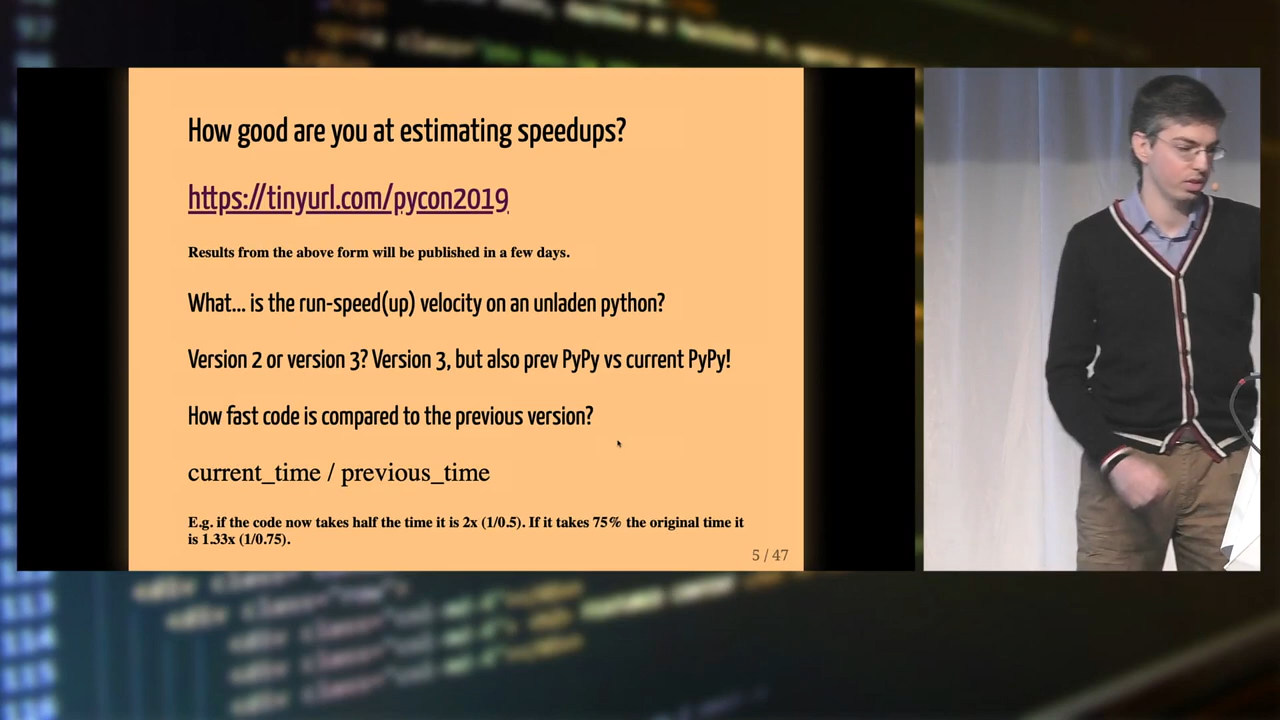 How good are you at estimating speedups?
https://tinyurl.com/pycon2019
Results from the above form will be published in a few days.
What... is the run-speed(up) velocity on an unladen python?
Version 2 or version 3? Version 3, but also prev PyPy vs current PyPy!
How fast code is compared to the previous version?
current_time / previous_time
E.g. if the code now takes half the time it is 2x (1/0.5). If it takes 75% the original time it
is 1.33x (1/0.75).
5 / 47
113
114
115
116